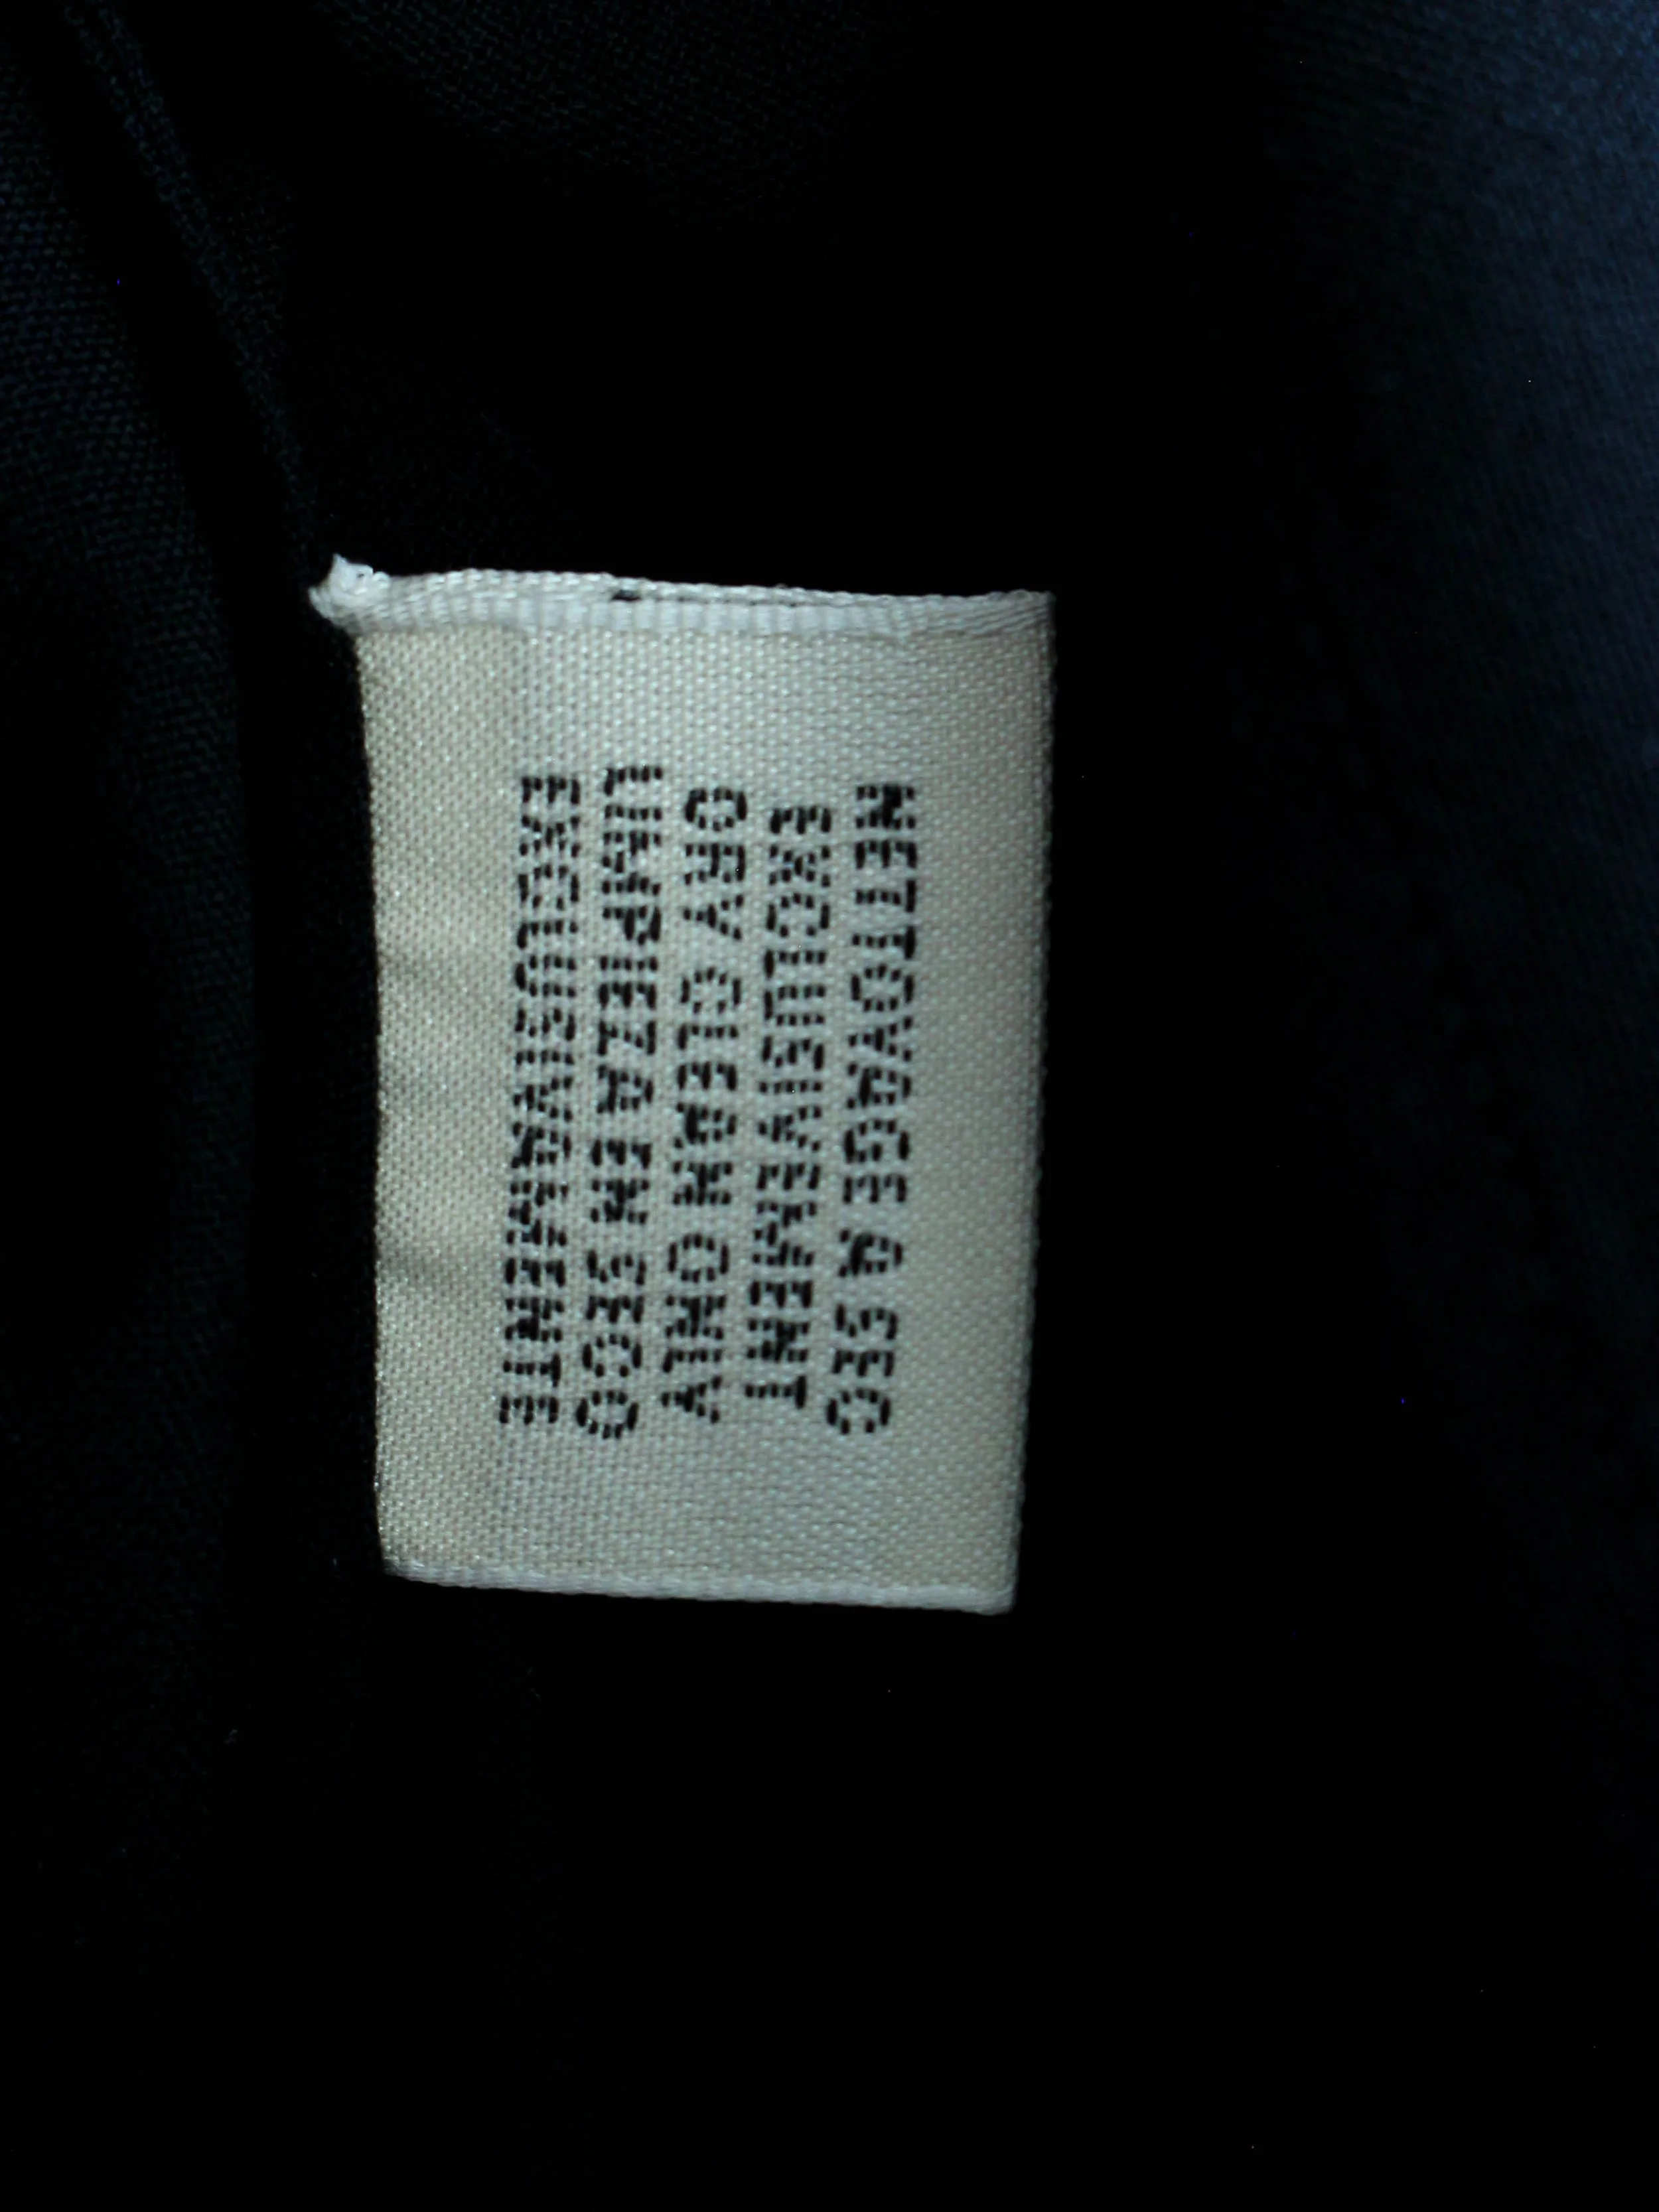 NETTOYAGE A SEC
EXCLUSIVEMENT
DRY CLEAN ONLY
LIMPIEZA EN SECO
EXCLUSIVAMENTE